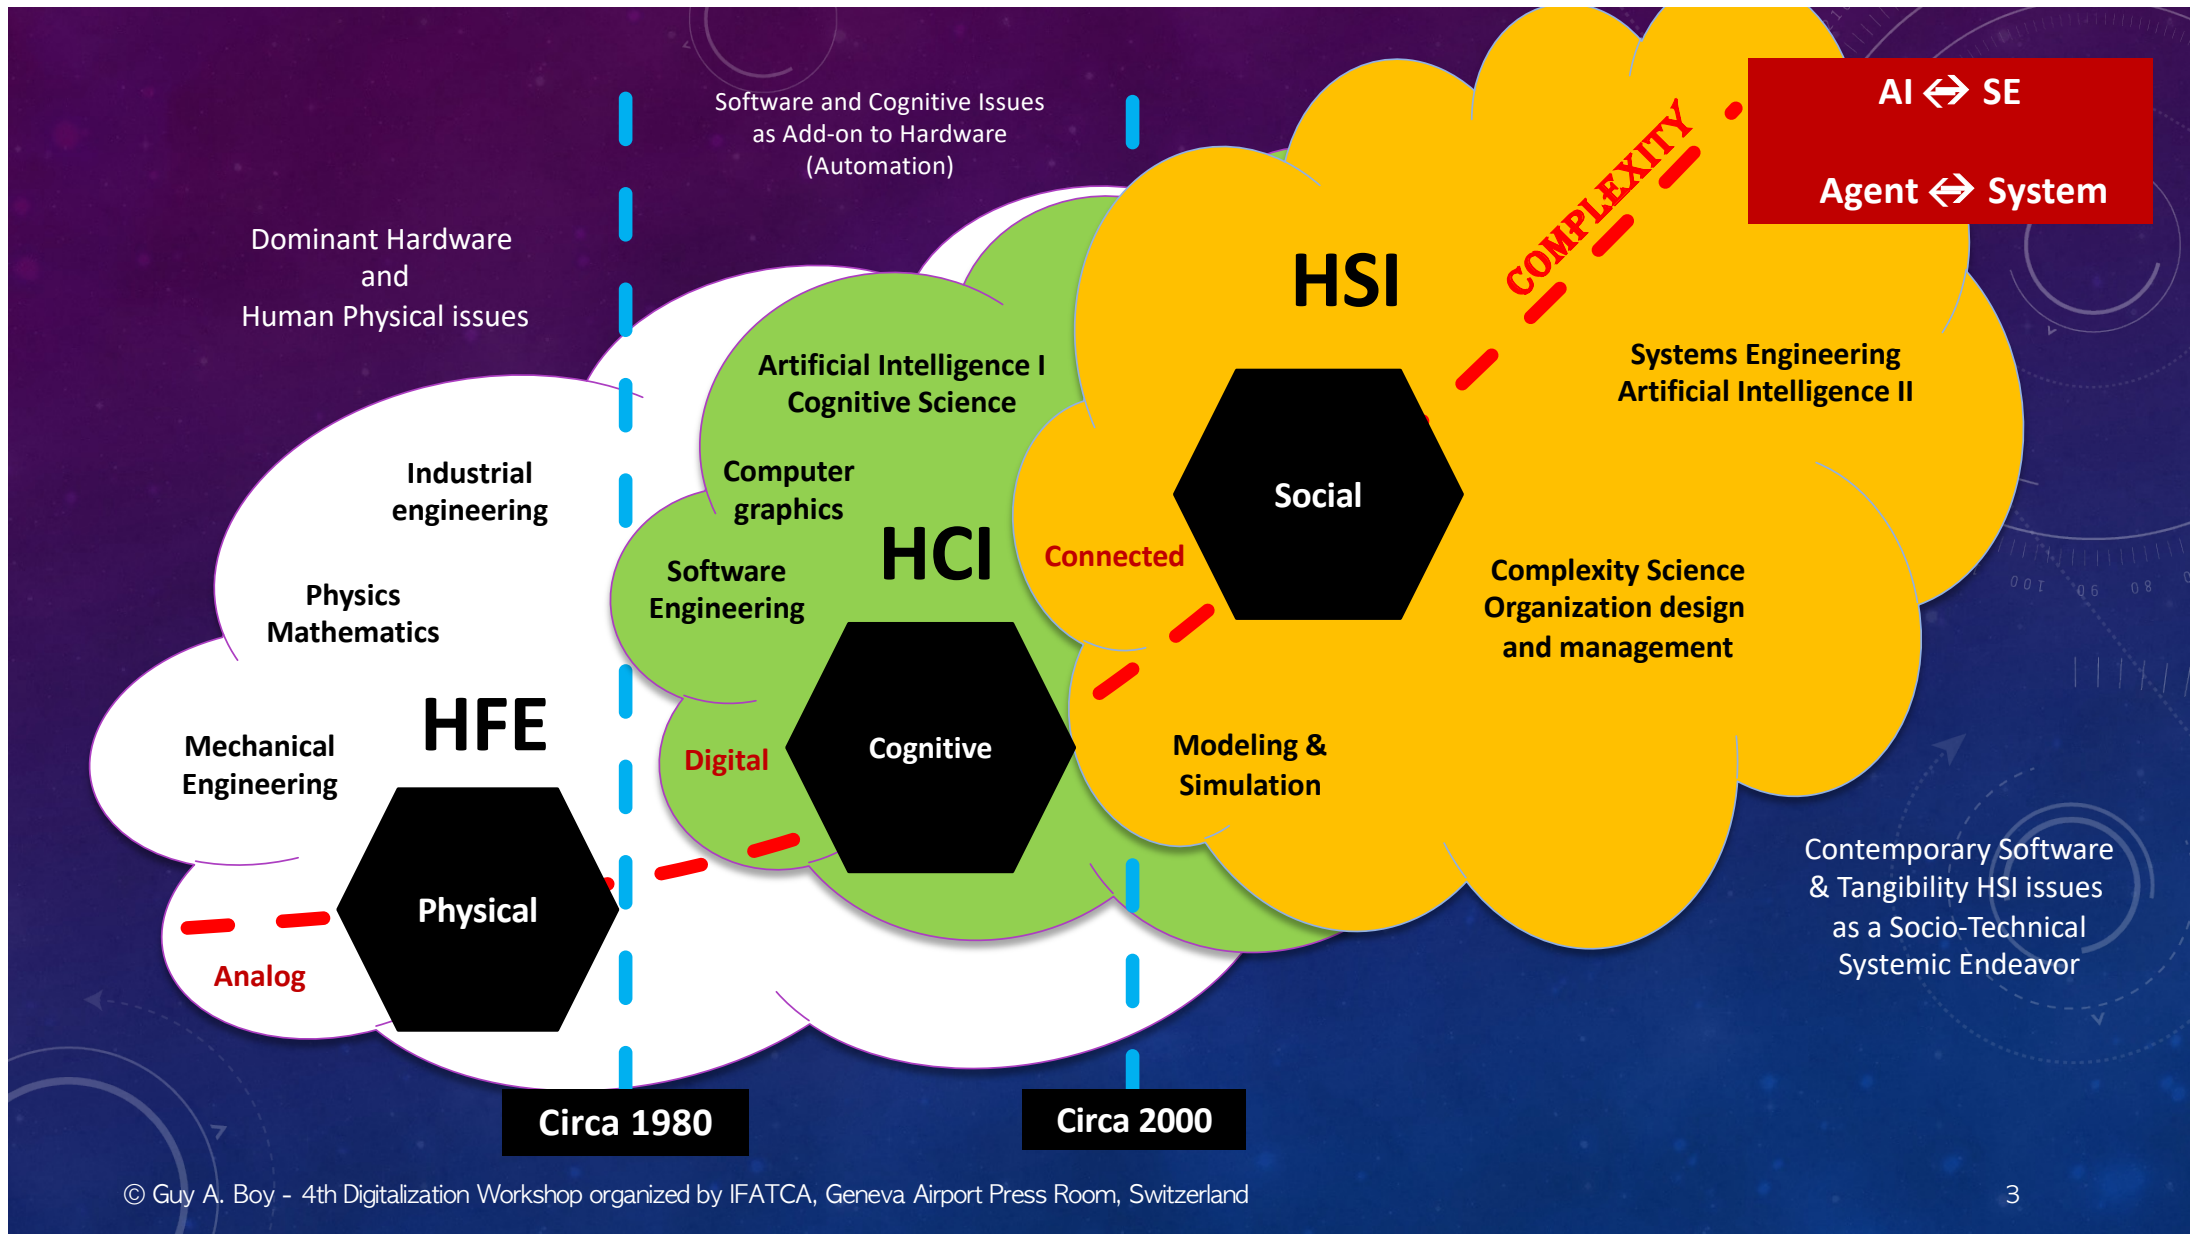 Software and Cognitive Issues
as Add-on to Hardware
(Automation)
Dominant Hardware
and
Human Physical issues
AI ⇔ SE
Agent ⇔ System
COMPLEXITY
HSI
Systems Engineering
Artificial Intelligence II
Artificial Intelligence I
Cognitive Science
Industrial
engineering
Computer
graphics
Social
HCI
Connected
Software
Engineering
Complexity Science
Organization design
and management
Physics
Mathematics
HFE
Mechanical
Engineering
Digital
Cognitive
Modeling &
Simulation
Physical
Analog
Contemporary Software
& Tangibility HSI issues
as a Socio-Technical
Systemic Endeavor
Circa 1980
Circa 2000
© Guy A. Boy - 4th Digitalization Workshop organized by IFATCA, Geneva Airport Press Room, Switzerland
3